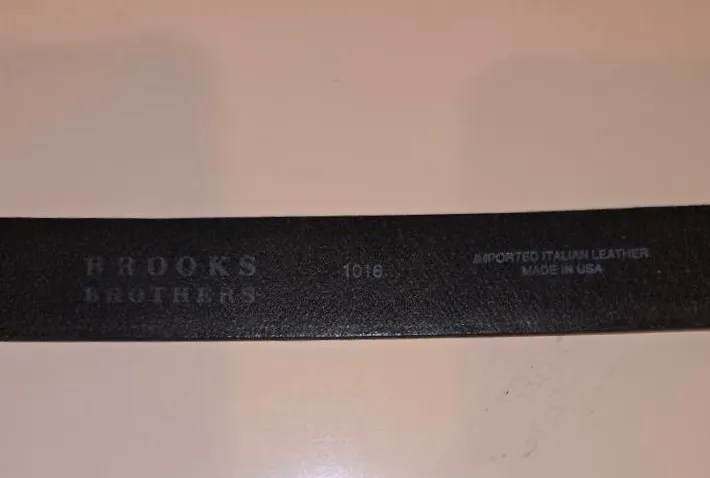 BROOKS
BROTHERS
1016
IMPORTED ITALIAN LEATHER
MADE IN USA